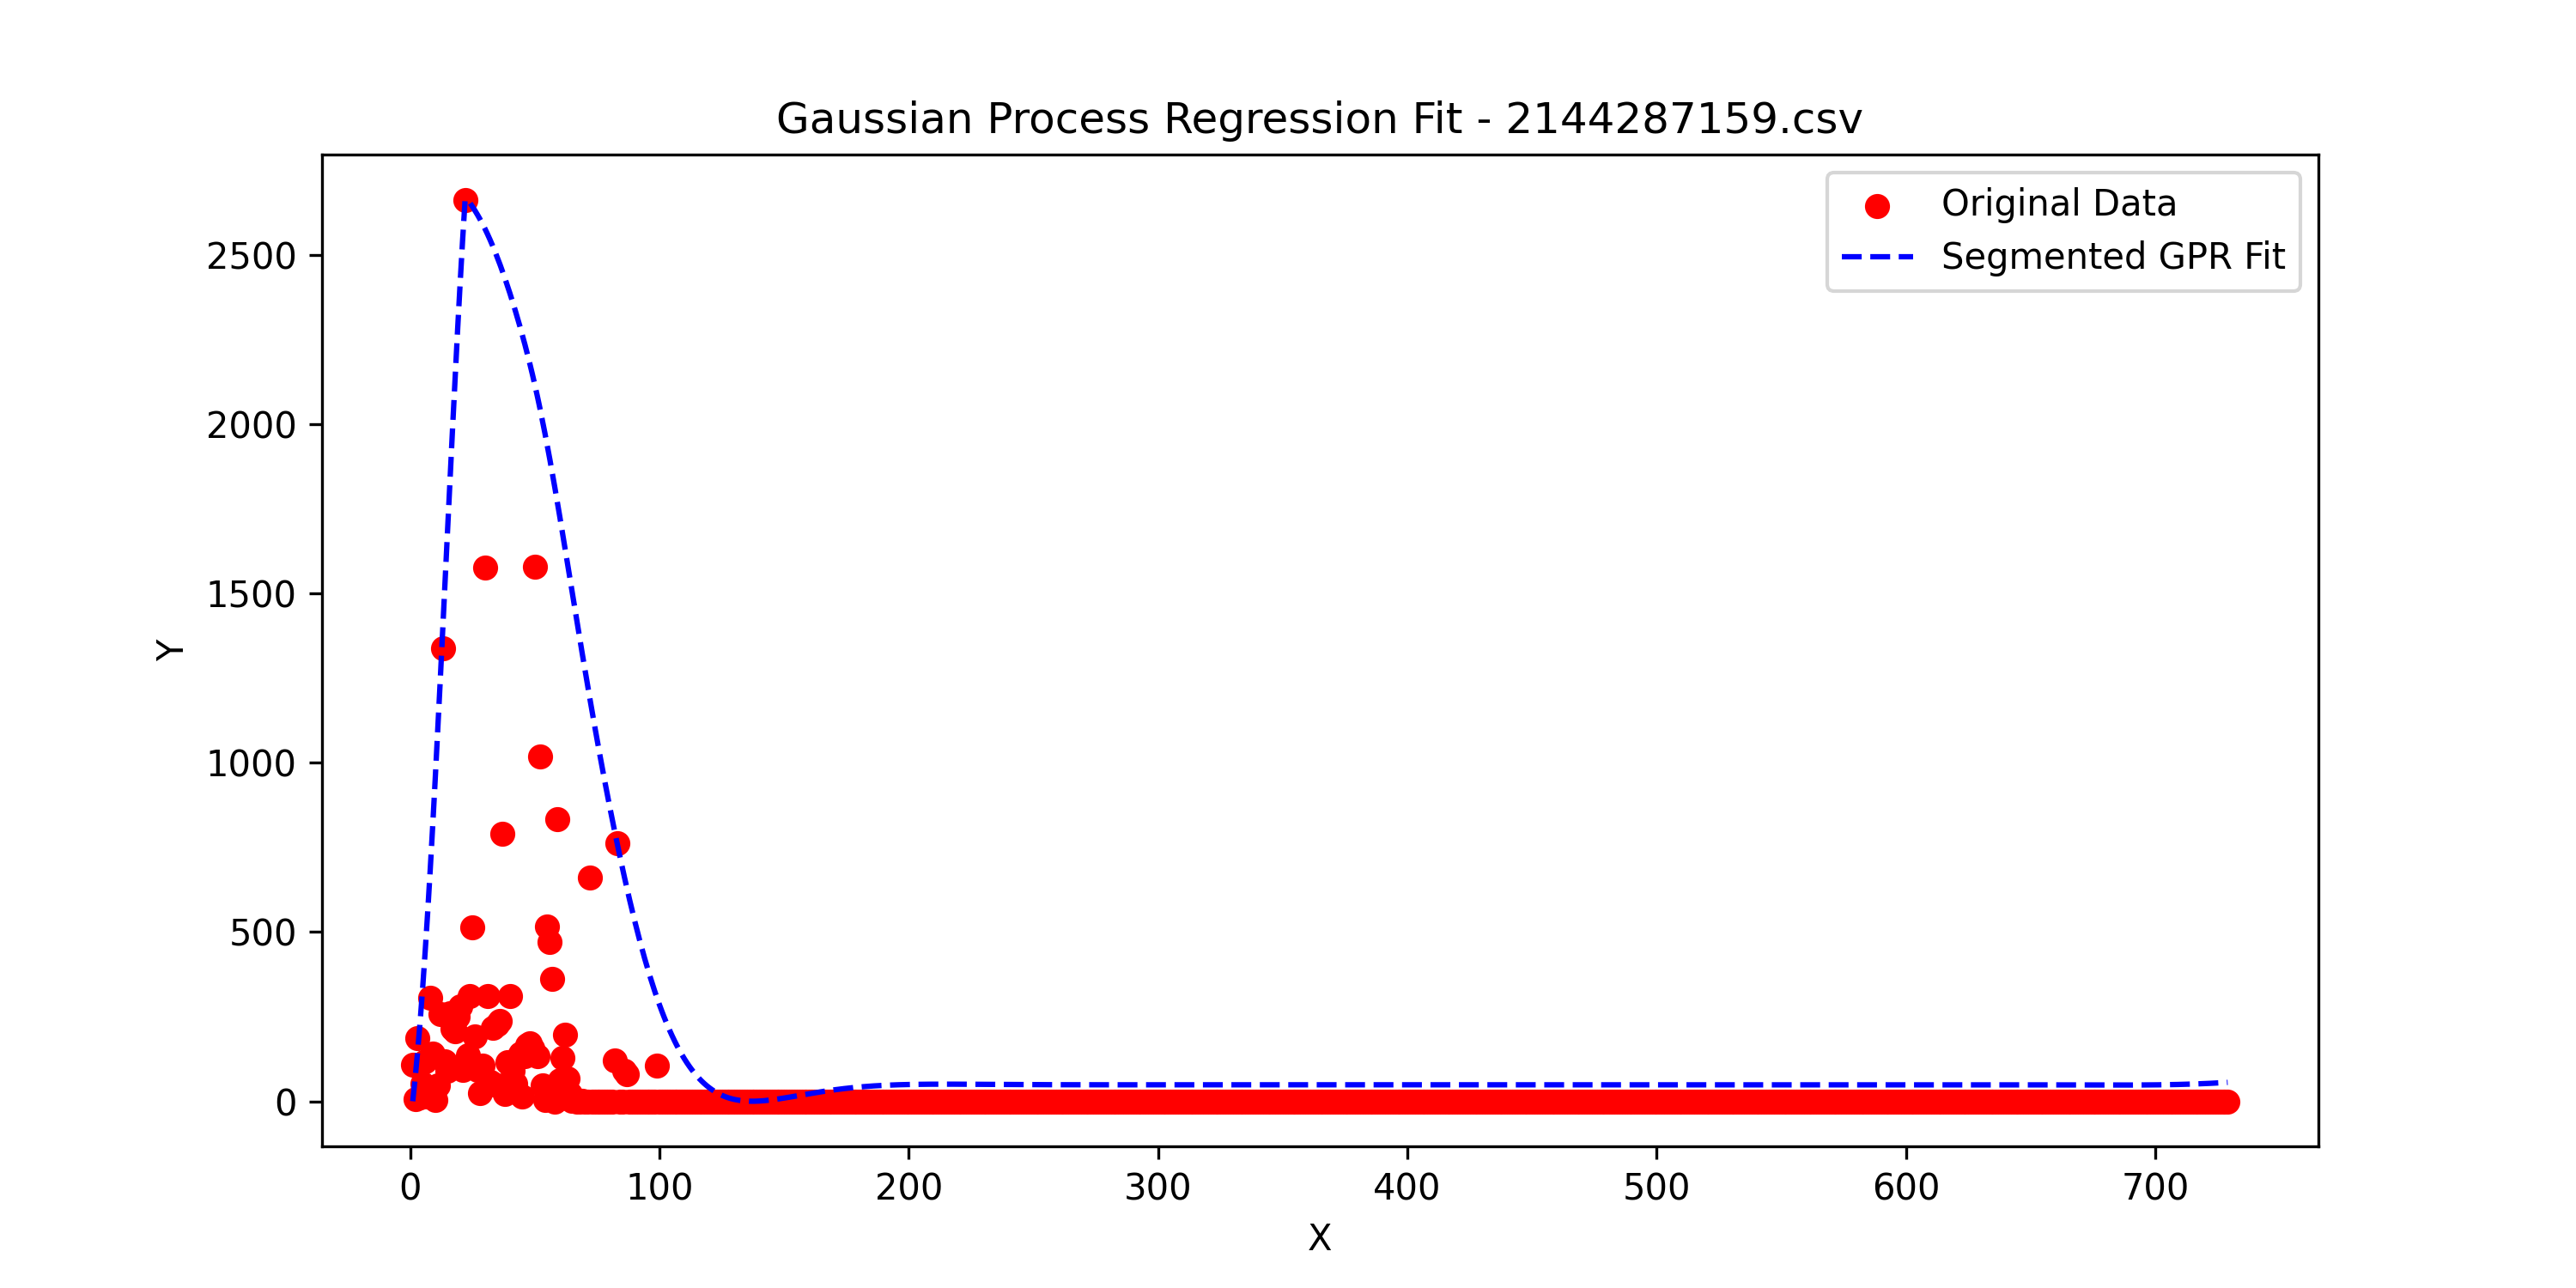 Gaussian Process Regression Fit - 2144287159.csv
Original Data
Segmented GPR Fit
2500
2000
1500
1000
500
0
Y
0 100 200 300 400 500 600 700
X